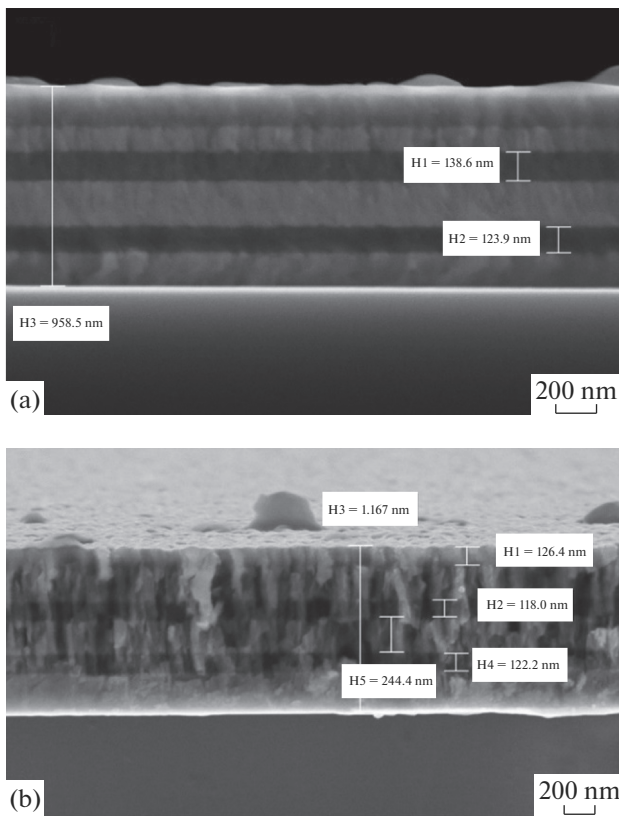 H1 = 138.6 nm
H2 = 123.9 nm
H3 = 958.5 nm
(a)
200 nm
H3 = 1.167 nm
H1 = 126.4 nm
H2 = 118.0 nm
H4 = 122.2 nm
H5 = 244.4 nm
(b)
200 nm